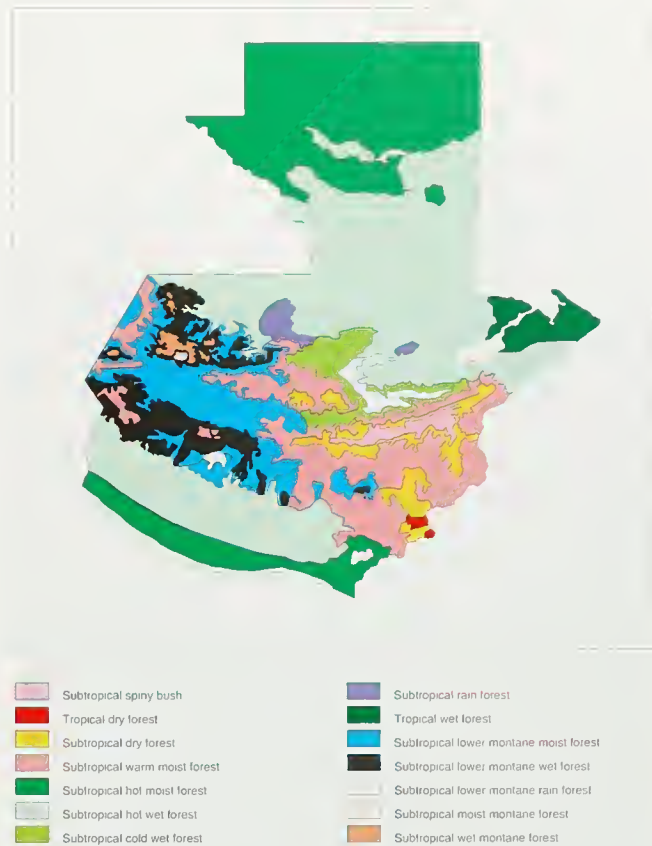 Subtropical spiny bush
Tropical dry forest
Subtropical dry forest
Subtropical warm moist forest
Subtropical hot moist forest
Subtropical hot wet forest
Subtropical cold wet forest
Subtropical rain forest
Tropical wet forest
Subtropical lower montane moist forest
Subtropical lower montane wet forest
Subtropical lower montane rain forest
Subtropical moist montane forest
Subtropical wet montane forest